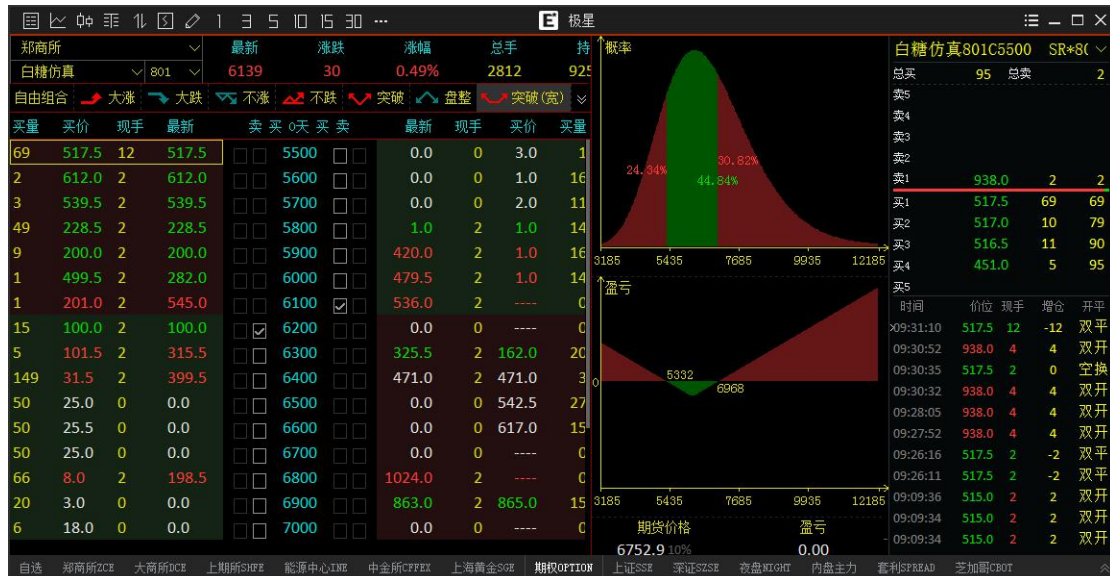 1 3 5 10 15 30 ··· E 极星
郑商所 最新 涨跌 涨幅 总手 持
白糖仿真 801 6139 30 0.49% 2812 925
自由组合 大涨 大跌 不涨 不跌 突破 盘整 突破(宽)
买量 买价 现手 最新 卖 买 0天 买 卖 最新 现手 买价 买量
69 517.5 12 517.5 5500 0.0 0 3.0 1
2 612.0 2 612.0 5600 0.0 0 1.0 16
3 539.5 2 539.5 5700 0.0 0 2.0 11
49 228.5 2 228.5 5800 1.0 2 1.0 14
9 200.0 2 200.0 5900 420.0 2 1.0 16
1 499.5 2 282.0 6000 479.5 2 1.0 14
1 201.0 2 545.0 6100 536.0 2 ---- 0
15 100.0 2 100.0 6200 0.0 0 ---- 0
5 101.5 2 315.5 6300 325.5 2 162.0 20
149 31.5 2 399.5 6400 471.0 2 471.0 3
50 25.0 0 0.0 6500 0.0 0 542.5 27
50 25.5 0 0.0 6600 0.0 0 617.0 15
50 25.0 0 0.0 6700 0.0 0 ---- 0
66 8.0 2 198.5 6800 1024.0 2 ---- 0
20 3.0 0 0.0 6900 863.0 2 865.0 15
6 18.0 0 0.0 7000 0.0 0 ---- 0
概率
24.34% 44.84% 30.82%
3185 5435 7685 9935 12185
盈亏
0 5332 6968
3185 5435 7685 9935 12185
期货价格 盈亏
6752.9 10% 0.00
白糖仿真801C5500 SR*8(
总买 95 总卖 2
卖5
卖4
卖3
卖2
卖1 938.0 2 2
买1 517.5 69 69
买2 517.0 10 79
买3 516.5 11 90
买4 451.0 5 95
买5
时间 价位 现手 增仓 开平
09:31:10 517.5 12 -12 双平
09:30:52 938.0 4 4 双开
09:30:35 517.5 2 0 空换
09:30:32 938.0 4 4 双开
09:28:05 938.0 4 4 双开
09:27:52 938.0 4 4 双开
09:26:16 517.5 2 -2 双平
09:26:11 517.5 2 -2 双平
09:09:36 515.0 2 2 双开
09:09:34 515.0 2 2 双开
09:09:34 515.0 2 2 双开
自选 郑商所ZCE 大商所DCE 上期所SHFE 能源中心INE 中金所CFFEX 上海黄金SGE 期权OPTION 上证SSE 深证SZSE 夜盘NIGHT 内盘主力 套利SPREAD 芝加哥CBOT